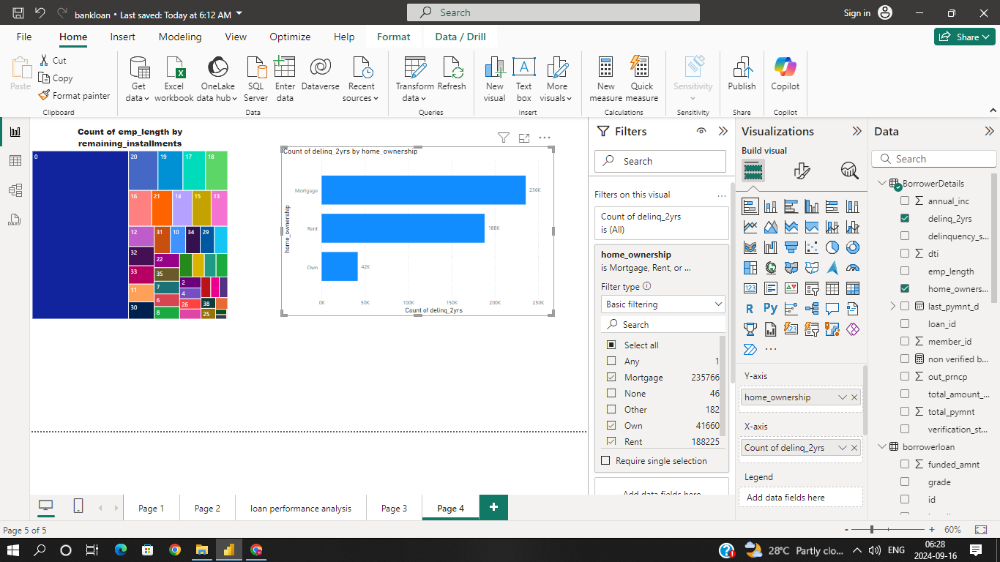 bankloan • Last saved: Today at 6:12 AM
Search
Sign in
File Home Insert Modeling View Optimize Help Format Data / Drill
Share
Paste
Cut
Copy
Format painter
Get data
Excel workbook
OneLake data hub
SQL Server
Enter data
Dataverse
Recent sources
Transform data
Refresh
New visual
Text box
More visuals
New measure
Quick measure
Sensitivity
Publish
Copilot
Clipboard
Data
Queries
Insert
Calculations
Sensitivity
Share
Copilot
Count of emp_length by
remaining_installments
0 20 19 17 18
16 21 14 15 13
12 31 10 34 29
32 22
33 35
11 7 2
6 4
30 26 38
8 25
Count of delinq_2yrs by home_ownership
home_ownership
Mortgage 236K
Rent 188K
Own 42K
0K 50K 100K 150K 200K 250K
Count of delinq_2yrs
Filters
Search
Filters on this visual
Count of delinq_2yrs
is (All)
home_ownership
is Mortgage, Rent, or ...
Filter type
Basic filtering
Search
Select all
Any 1
Mortgage 235766
None 46
Other 182
Own 41660
Rent 188225
Require single selection
Add data fields here
Visualizations
Build visual
R Py
123
Y-axis
home_ownership
X-axis
Count of delinq_2yrs
Legend
Add data fields here
Data
Search
BorrowerDetails
annual_inc
delinq_2yrs
delinquency_s...
dti
emp_length
home_owners...
last_pymnt_d
loan_id
member_id
non verified b...
out_prncp
total_amount_...
total_pymnt
verification_st...
borrowerloan
funded_amnt
grade
id
Page 1
Page 2
loan performance analysis
Page 3
Page 4
Page 5 of 5
- + 60%
28°C Partly clo...
ENG
06:28
2024-09-16